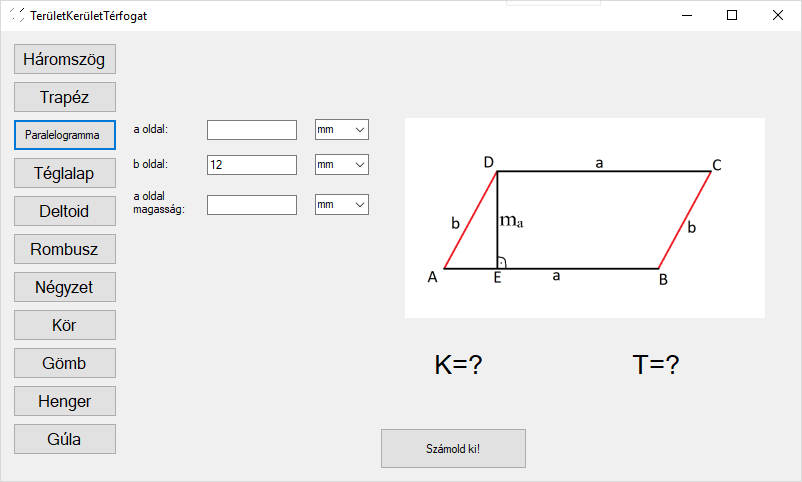 TerületKerületTérfogat
Háromszög
Trapéz
Paralelogramma
Téglalap
Deltoid
Rombusz
Négyzet
Kör
Gömb
Henger
Gúla
a oldal:
mm
b oldal:
12
mm
a oldal
magasság:
mm
D
a
C
b
ma
b
A
E
a
B
K=?
T=?
Számold ki!